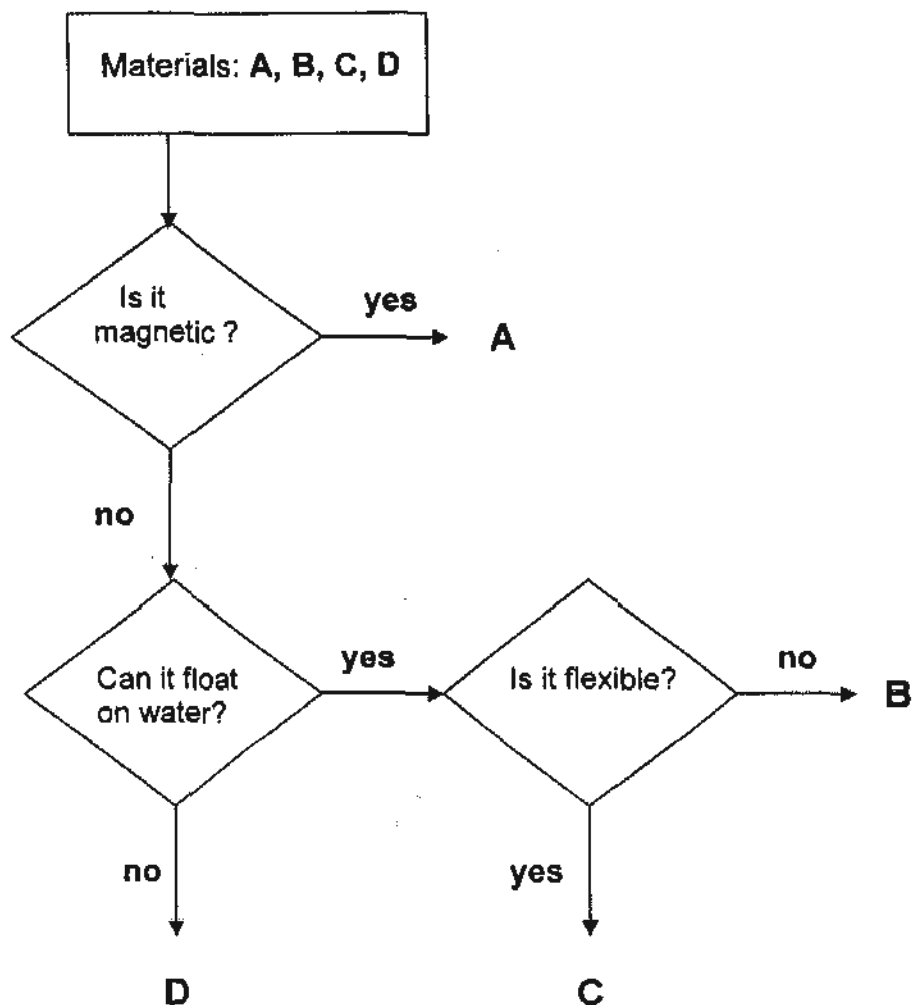 Materials: A, B, C, D
Is it
magnetic ?
yes
A
no
Can it float
on water?
yes
Is it flexible?
no
B
no
yes
D
C